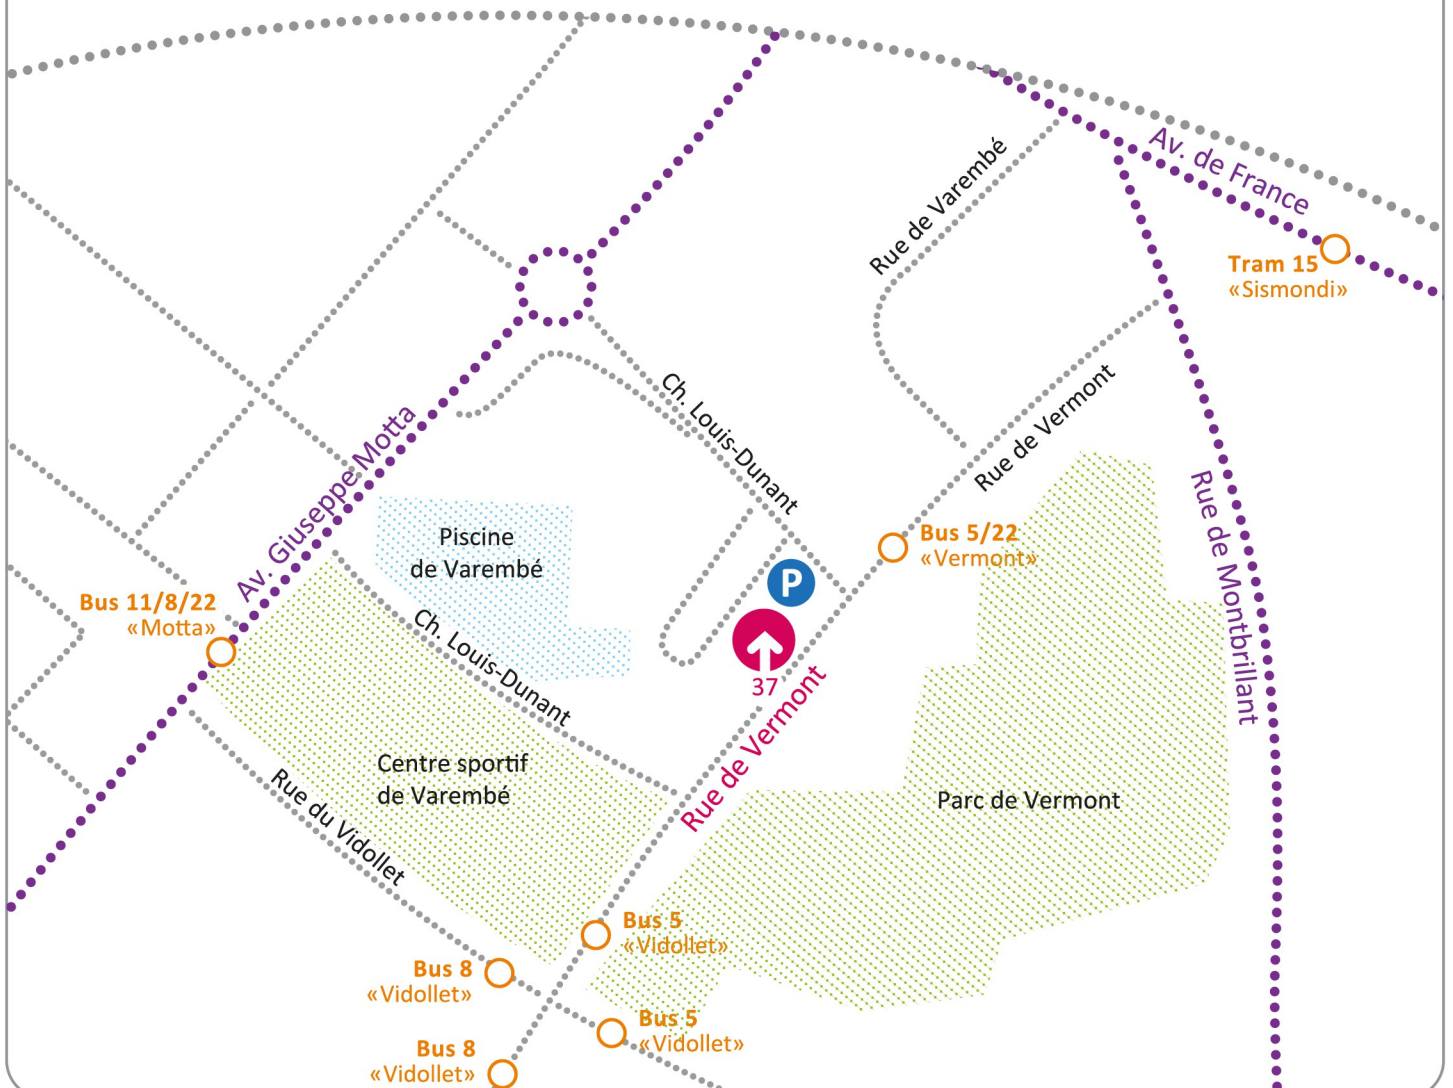 Rue de Varembé
Av. de France
Tram 15
«Sismondi»
Ch. Louis-Dunant
Rue de Vermont
Av. Giuseppe Motta
Piscine
de Varembé
Bus 5/22
«Vermont»
Rue de Montbrillant
P
Bus 11/8/22
«Motta»
Ch. Louis-Dunant
37
Rue de Vermont
Centre sportif
de Varembé
Rue du Vidollet
Parc de Vermont
Bus 5
«Vidollet»
Bus 8
«Vidollet»
Bus 5
«Vidollet»
Bus 8
«Vidollet»